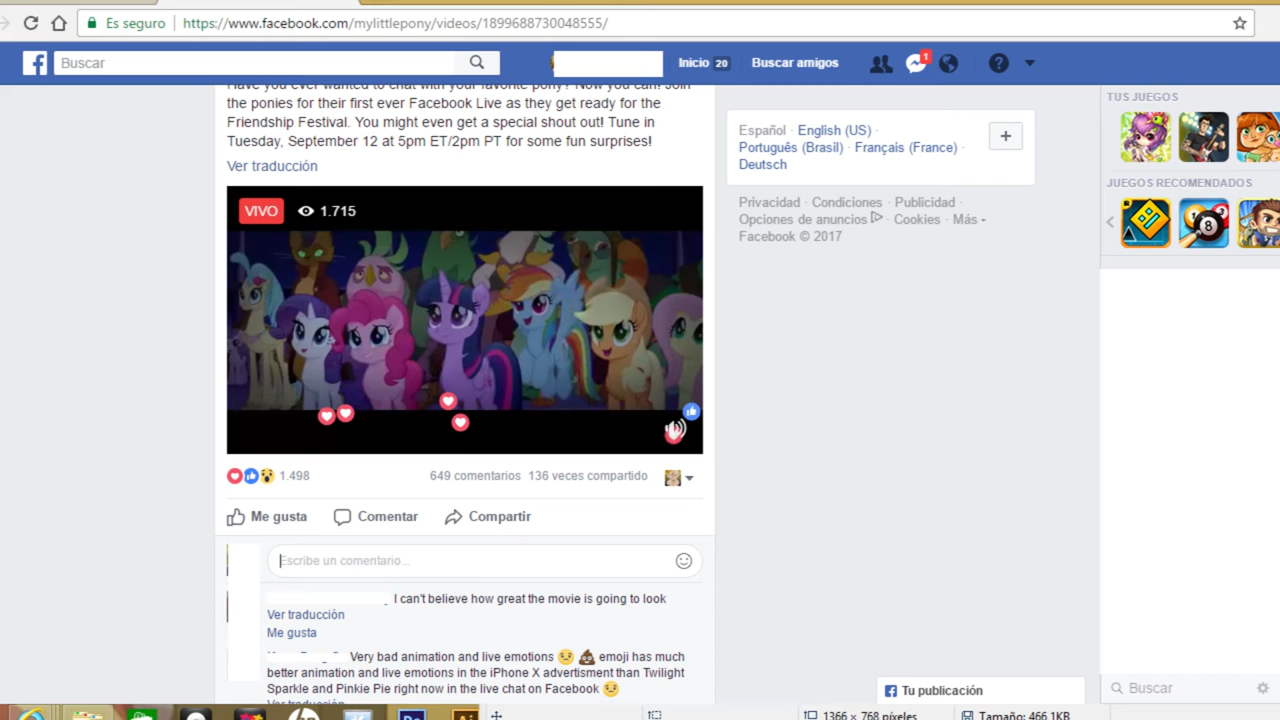 Es seguro https://www.facebook.com/mylittlepony/videos/1899688730048555/
Buscar
Inicio 20
Buscar amigos
1
Have you ever wanted to chat with your favorite pony? Now you can! Join
the ponies for their first ever Facebook Live as they get ready for the
Friendship Festival. You might even get a special shout out! Tune in
Tuesday, September 12 at 5pm ET/2pm PT for some fun surprises!
Ver traducción
VIVO 1.715
1.498
649 comentarios 136 veces compartido
Me gusta Comentar Compartir
Escribe un comentario...
I can't believe how great the movie is going to look
Ver traducción
Me gusta
Very bad animation and live emotions 😒 💩 emoji has much
better animation and live emotions in the iPhone X advertisment than Twilight
Sparkle and Pinkie Pie right now in the live chat on Facebook 😒
Ver traducción
Español · English (US) ·
Português (Brasil) · Français (France) ·
Deutsch
+
Privacidad · Condiciones · Publicidad ·
Opciones de anuncios · Cookies · Más
Facebook © 2017
TUS JUEGOS
JUEGOS RECOMENDADOS
8
Tu publicación
Buscar
1366 × 768 píxeles
Tamaño: 466,1KB